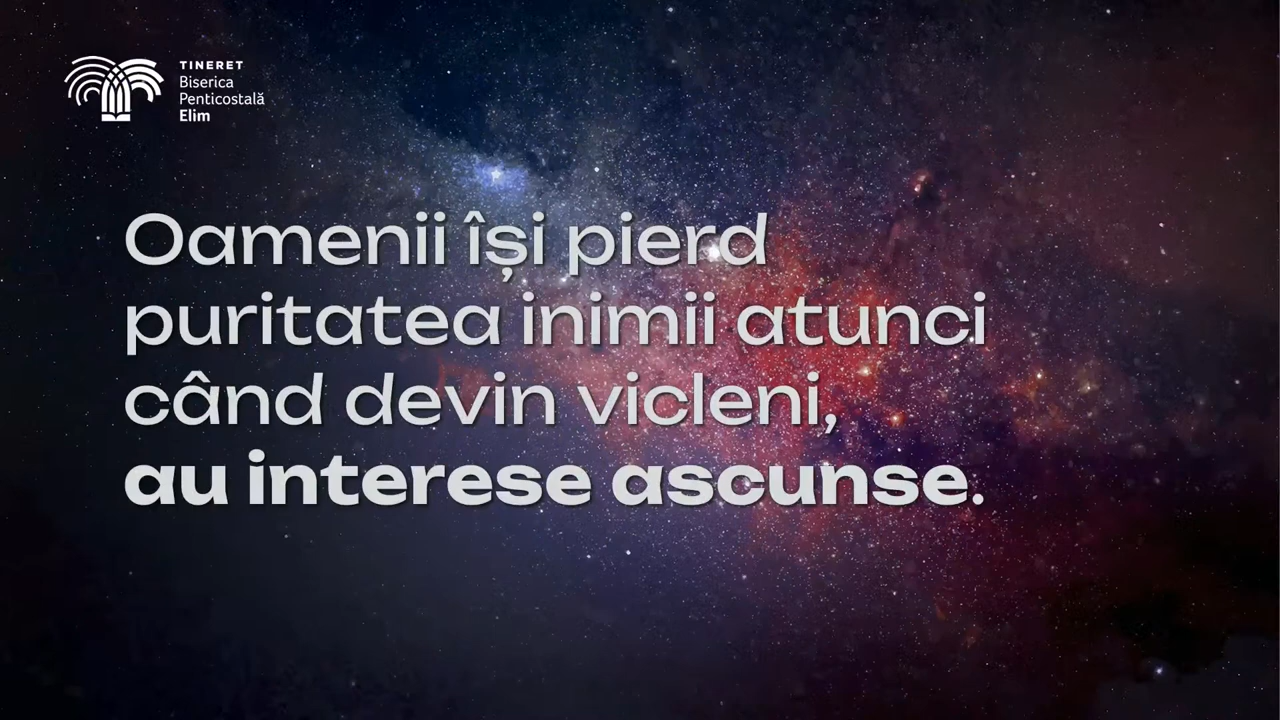 TINERET
Biserica
Penticostală
Elim
Oamenii își pierd
puritatea inimii atunci
când devin vicleni,
au interese ascunse.